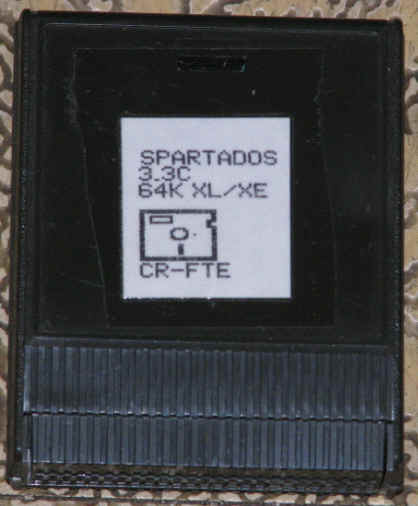 SPARTADOS
3.3C
64K XL/XE
CR-FTE